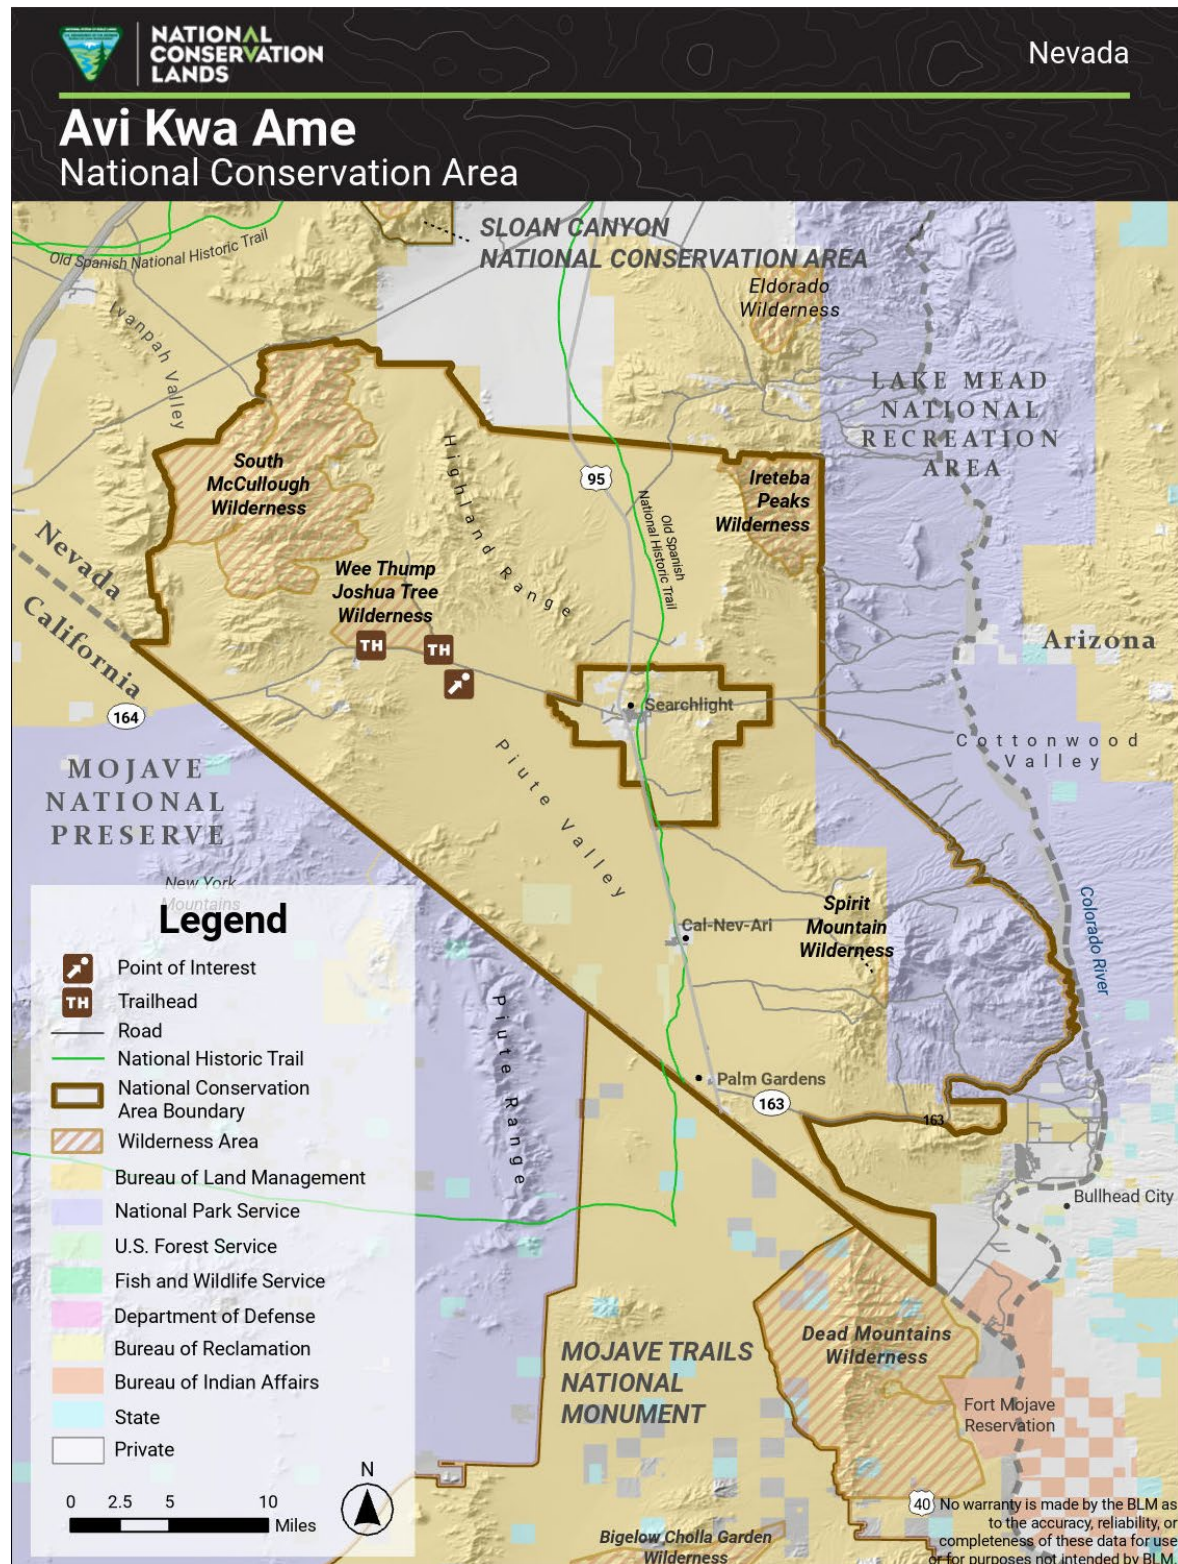 NATIONAL
CONSERVATION
LANDS
Nevada
Avi Kwa Ame
National Conservation Area
SLOAN CANYON
NATIONAL CONSERVATION AREA
Old Spanish National Historic Trail
Eldorado
Wilderness
Ivanpah Valley
LAKE MEAD
NATIONAL
RECREATION
AREA
Highland Range
South
McCullough
Wilderness
95
Ireteba
Peaks
Wilderness
Old Spanish
National Historic Trail
Nevada
California
Wee Thump
Joshua Tree
Wilderness
TH
TH
Arizona
164
Searchlight
Cottonwood
Valley
MOJAVE
NATIONAL
PRESERVE
Piute Valley
New York
Mountains
Spirit
Mountain
Wilderness
Cal-Nev-Ari
Colorado River
Piute Range
Palm Gardens
163
163
Bullhead City
Dead Mountains
Wilderness
MOJAVE TRAILS
NATIONAL
MONUMENT
Fort Mojave
Reservation
40
Bigelow Cholla Garden
Wilderness
Legend
Point of Interest
TH
Trailhead
Road
National Historic Trail
National Conservation
Area Boundary
Wilderness Area
Bureau of Land Management
National Park Service
U.S. Forest Service
Fish and Wildlife Service
Department of Defense
Bureau of Reclamation
Bureau of Indian Affairs
State
Private
0 2.5 5 10
Miles
N
No warranty is made by the BLM as
to the accuracy, reliability, or
completeness of these data for use
or for purposes not intended by BLM.